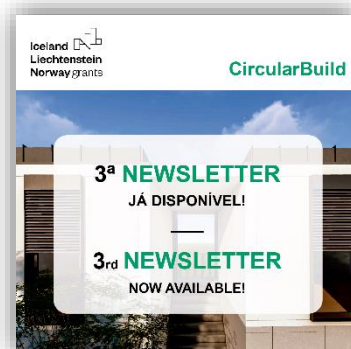 Iceland
Liechtenstein
Norway grants
CircularBuild
3ª NEWSLETTER
JÁ DISPONÍVEL!
3rd NEWSLETTER
NOW AVAILABLE!